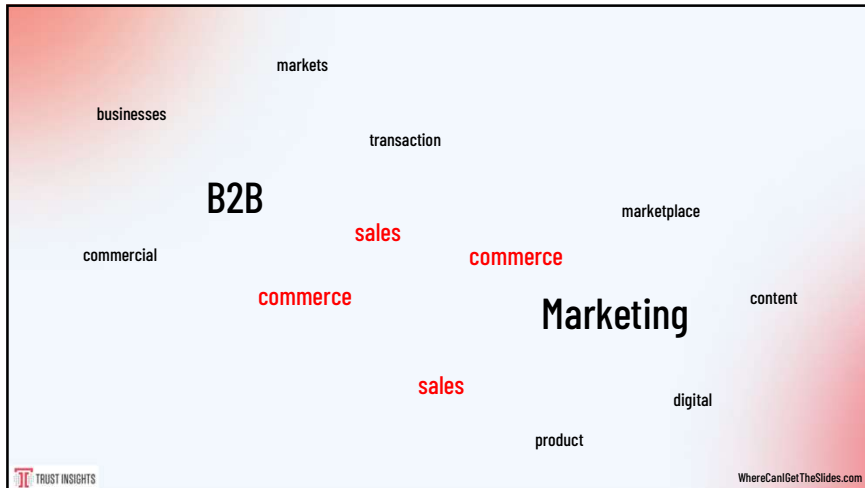 markets
businesses
transaction
B2B
marketplace
sales
commercial
commerce
commerce
content
Marketing
sales
digital
product
TRUST INSIGHTS
WhereCanIGetTheSlides.com